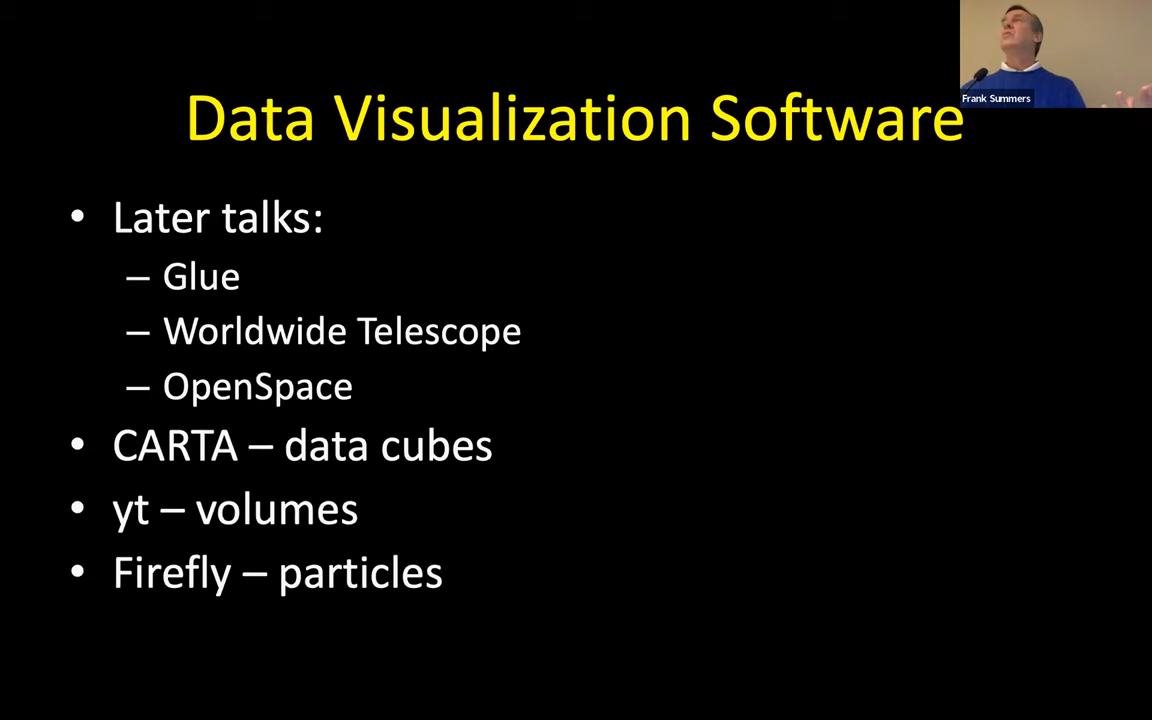 Frank Summers
Data Visualization Software
• Later talks:
– Glue
– Worldwide Telescope
– OpenSpace
• CARTA – data cubes
• yt – volumes
• Firefly – particles